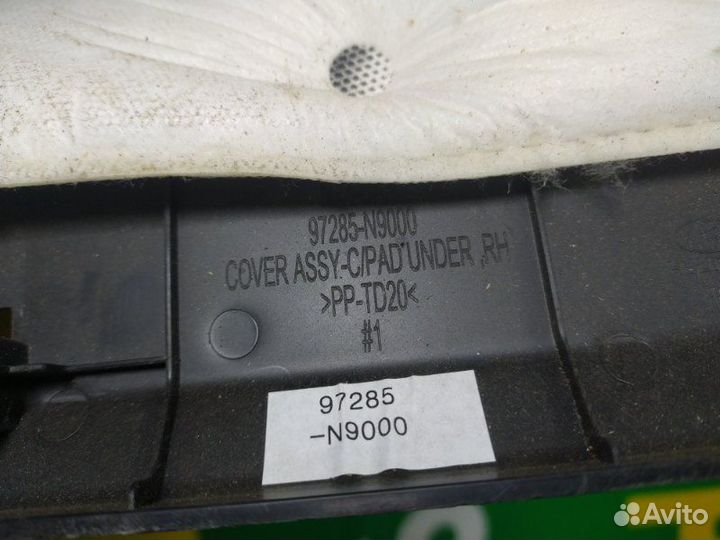 97285-N9000
COVER ASSY-C/PAD UNDER ,RH
>PP-TD20<
#1
97285
-N9000
Avito